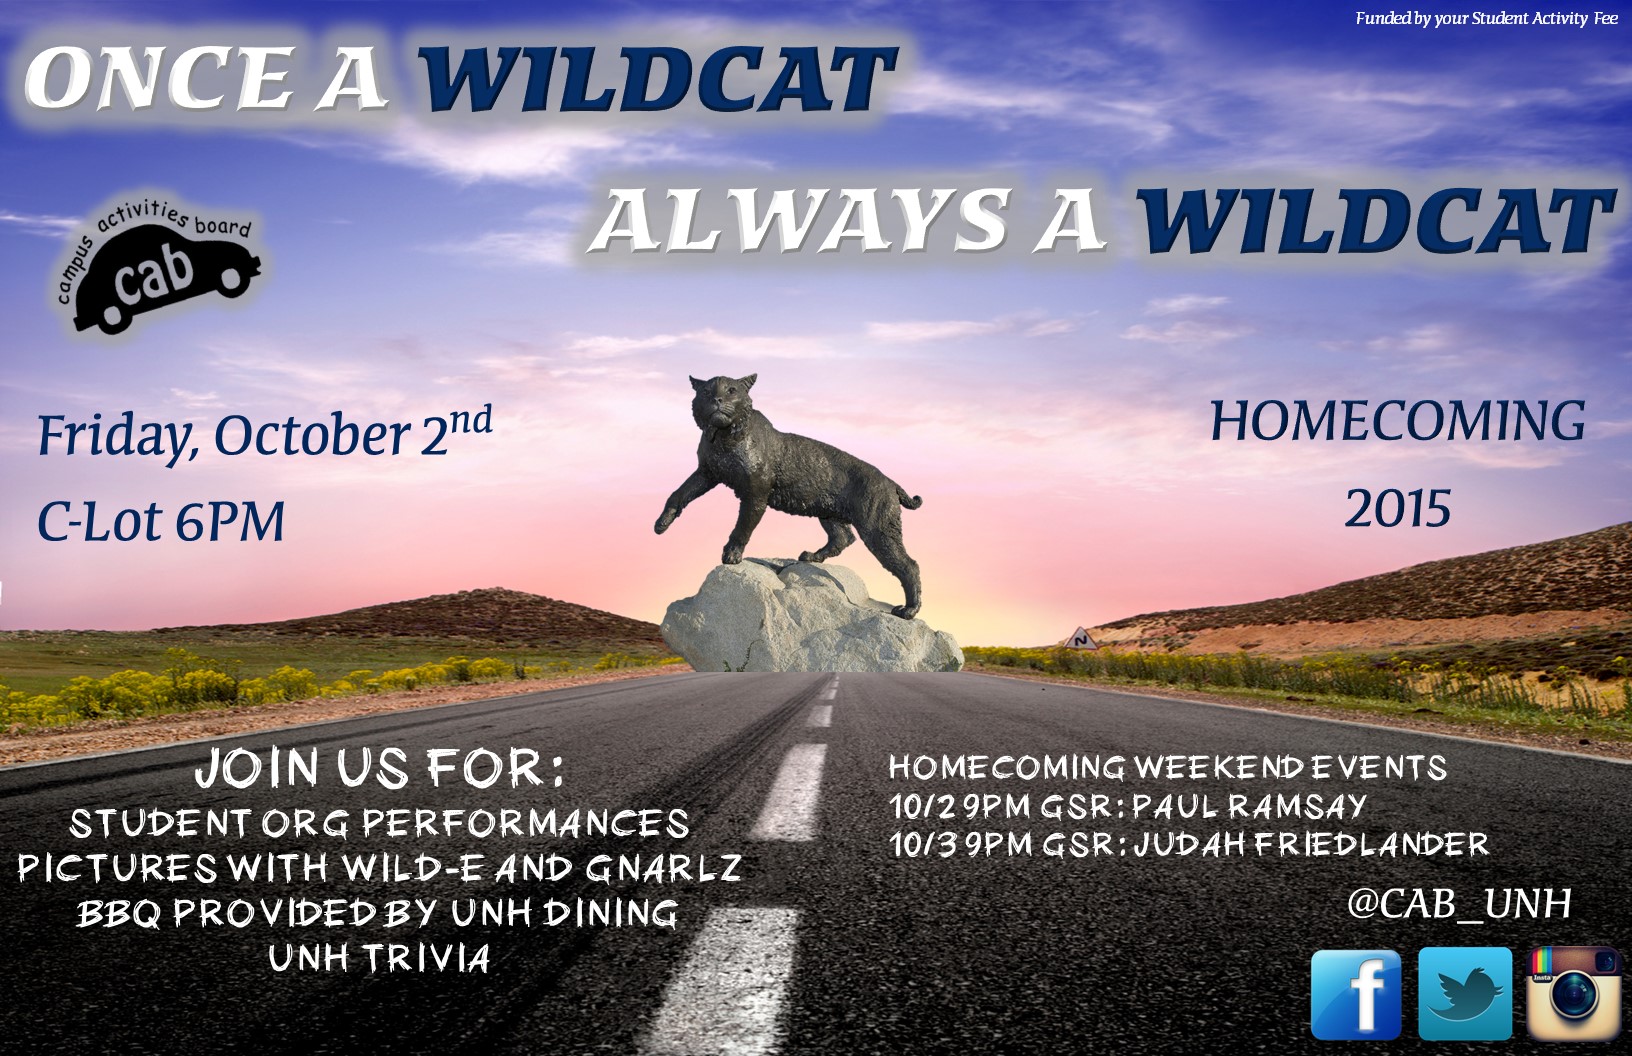 Funded by your Student Activity Fee
ONCE A WILDCAT
ALWAYS A WILDCAT
campus activities board
cab
Friday, October 2nd
C-Lot 6PM
HOMECOMING
2015
N
JOIN US FOR:
STUDENT ORG PERFORMANCES
PICTURES WITH WILD-E AND GNARLZ
BBQ PROVIDED BY UNH DINING
UNH TRIVIA
HOMECOMING WEEKEND EVENTS
10/2 9PM GSR: PAUL RAMSAY
10/3 9PM GSR: JUDAH FRIEDLANDER
@CAB_UNH
f
Insta